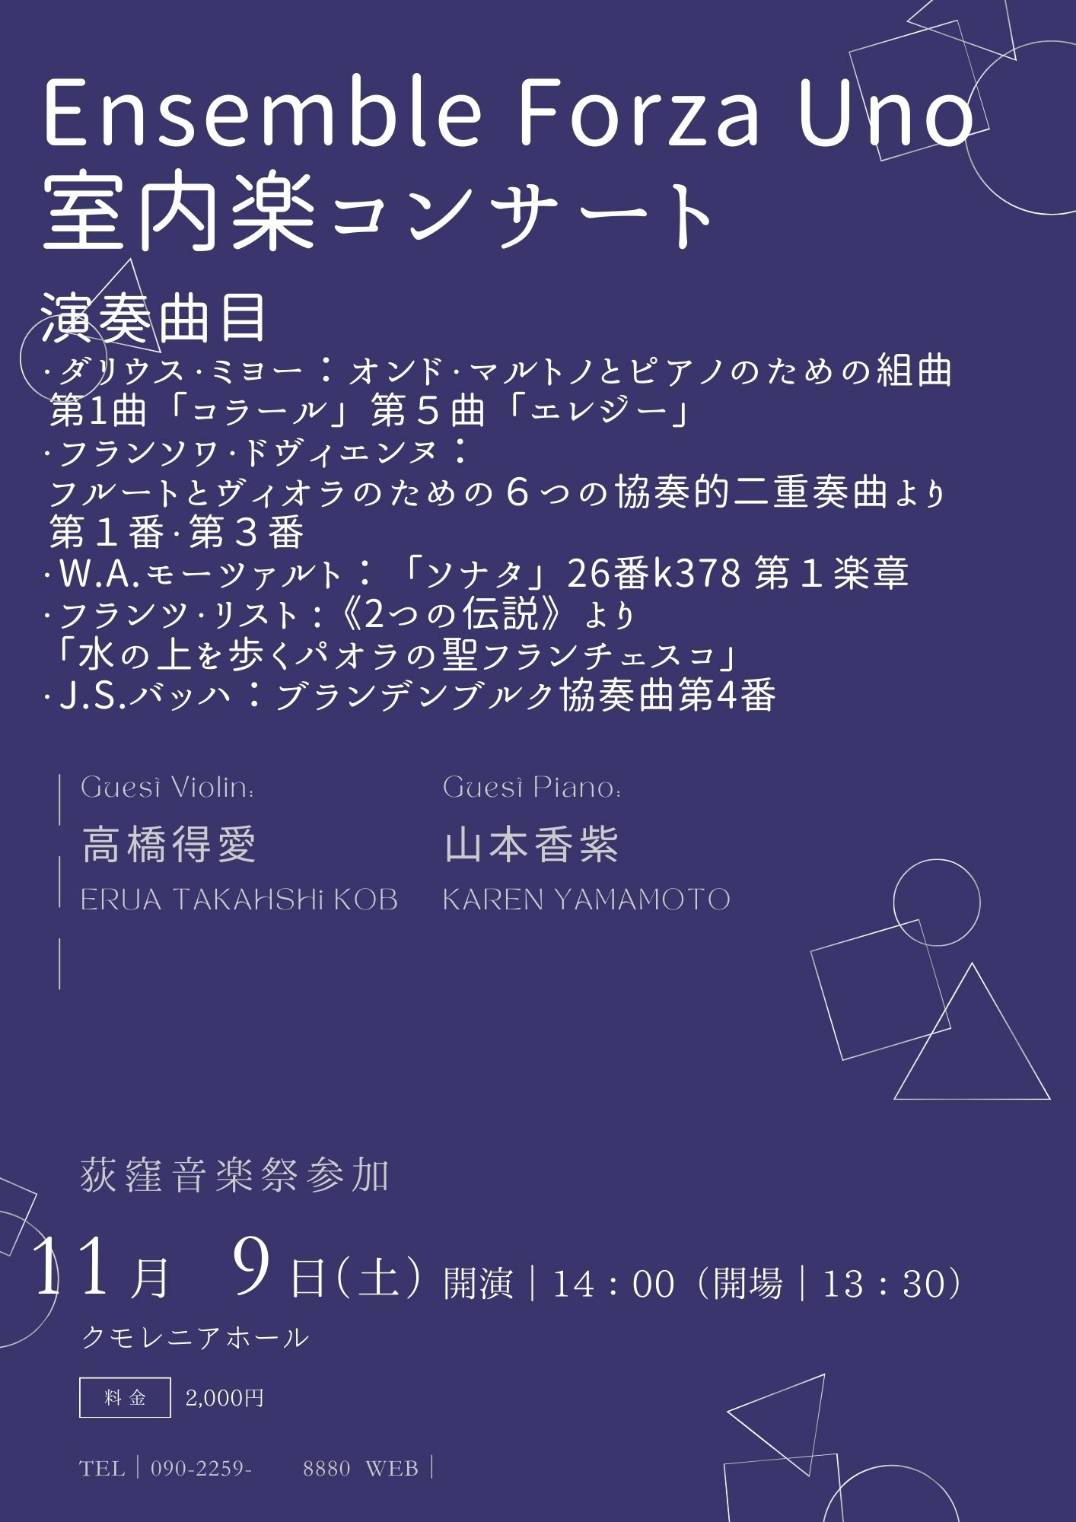 Ensemble Forza Uno
室内楽コンサート
演奏曲目
·ダリウス·ミヨー：オンド·マルトノとピアノのための組曲
第1曲「コラール」第５曲「エレジー」
·フランソワ·ドヴィエンヌ：
フルートとヴィオラのための６つの協奏的二重奏曲より
第１番·第３番
·W.A.モーツァルト：「ソナタ」26番k378 第１楽章
·フランツ·リスト：《2つの伝説》より
「水の上を歩くパオラの聖フランチェスコ」
·J.S.バッハ：ブランデンブルク協奏曲第4番
Guest Violin:
高橋得愛
ERUA TAKAHSHi KOB
Guest Piano:
山本香紫
KAREN YAMAMOTO
荻窪音楽祭参加
11月 9日(土) 開演｜14：00（開場｜13：30）
クモレニアホール
料金 2,000円
TEL｜090-2259- 8880 WEB｜